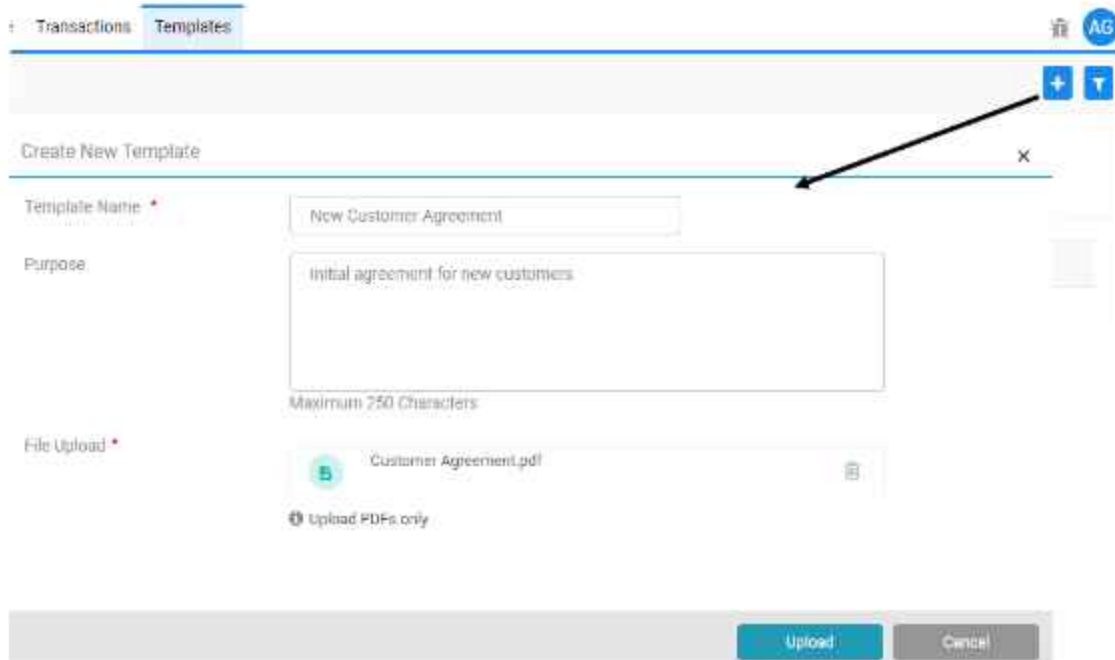 Transactions Templates
AG
Create New Template
Template Name *
New Customer Agreement
Purpose
Initial agreement for new customers
Maximum 250 Characters
File Upload *
Customer Agreement.pdf
Upload PDFs only
Upload Cancel